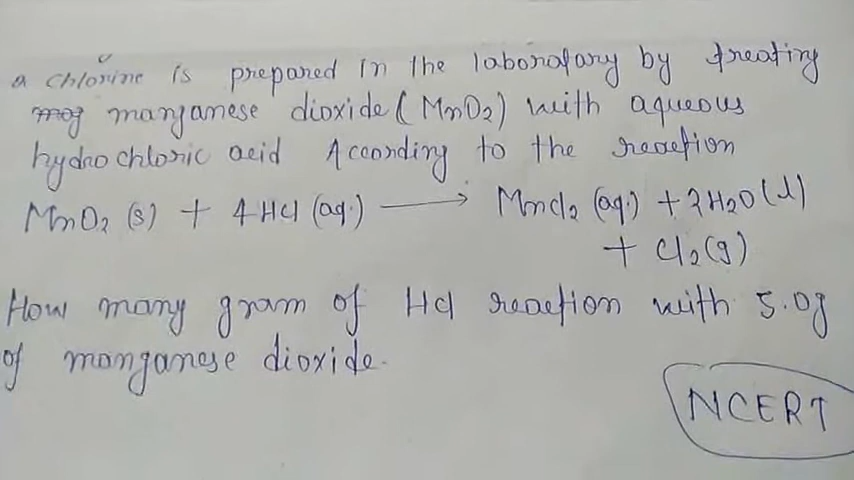 a chlorine is prepared in the laboratary by treating
manganese dioxide (MnO2) with aqueous
hydrochloric acid According to the reaction
MnO2 (s) + 4HCl (aq.) ⟶ MnCl2 (aq.) + 2H2O (l)
+ Cl2 (g)
How many gram of HCl reaction with 5.0g
of manganese dioxide.
NCERT